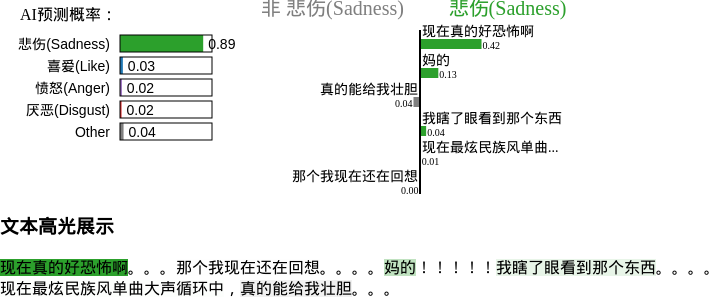 AI预测概率：
悲伤(Sadness) 0.89
喜爱(Like) 0.03
愤怒(Anger) 0.02
厌恶(Disgust) 0.02
Other 0.04
非 悲伤(Sadness) 悲伤(Sadness)
现在真的好恐怖啊
0.42
妈的
0.13
真的能给我壮胆
0.04
我瞎了眼看到那个东西
0.04
现在最炫民族风单曲...
0.01
那个我现在还在回想
0.00
文本高光展示
现在真的好恐怖啊。。。那个我现在还在回想。。。。妈的！！！！！我瞎了眼看到那个东西。。。。
现在最炫民族风单曲大声循环中，真的能给我壮胆。。。